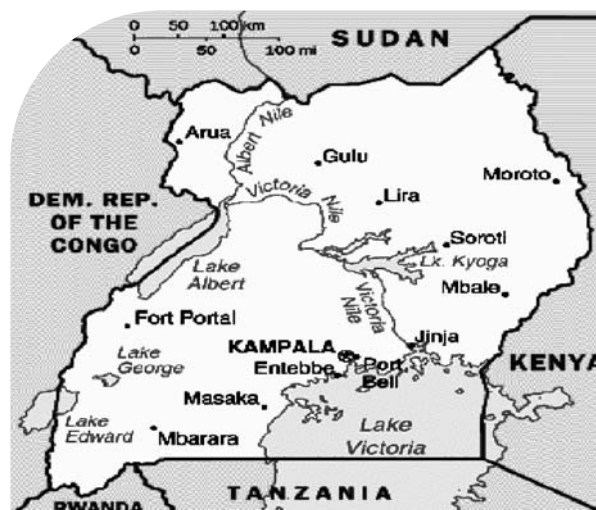 0 50 100 km
0 50 100 mi
SUDAN
Arua
Albert Nile
Gulu
Moroto
DEM. REP.
OF THE
CONGO
Victoria Nile
Lira
Soroti
Lk. Kyoga
Lake
Albert
Mbale
Victoria
Nile
Fort Portal
KAMPALA
Jinja
Entebbe
Port
Bell
KENYA
Lake
George
Masaka
Lake
Edward
Mbarara
Lake
Victoria
TANZANIA
RWANDA